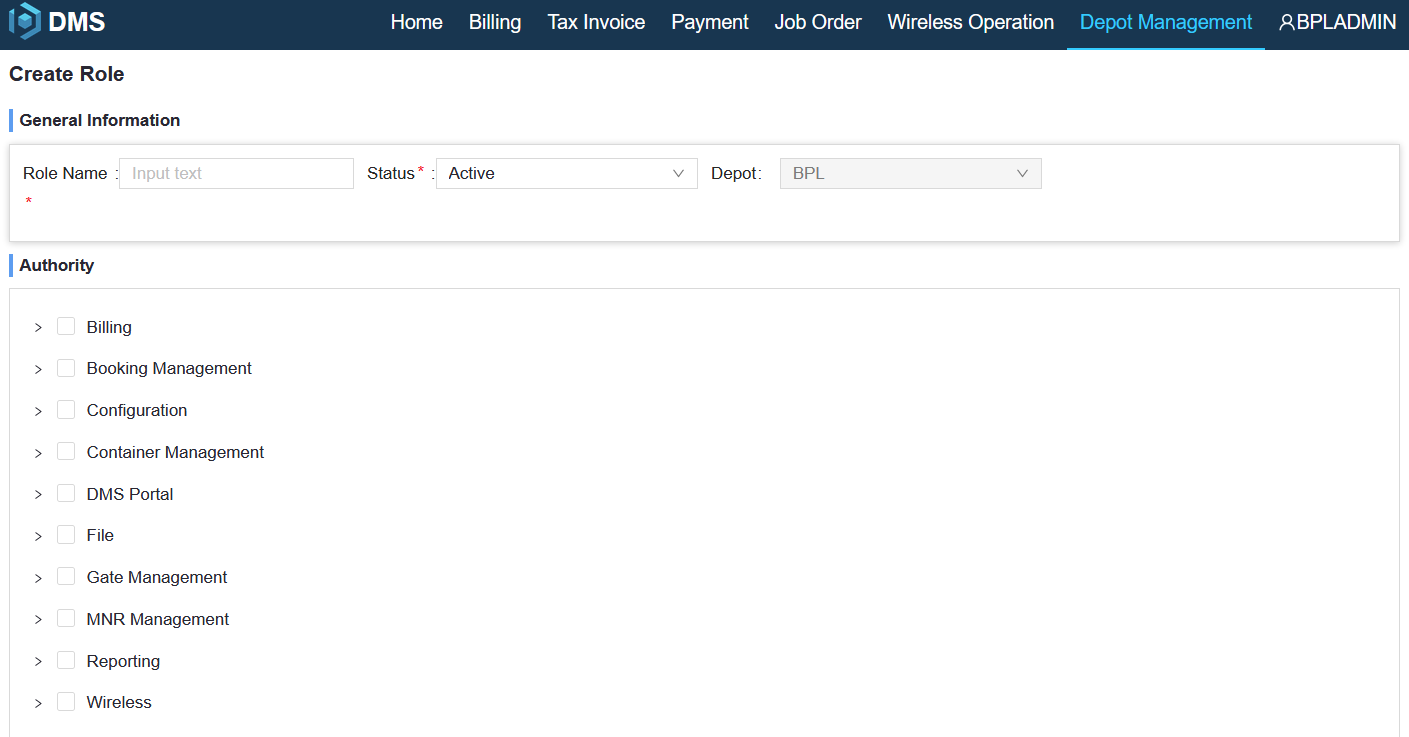 DMS Home Billing Tax Invoice Payment Job Order Wireless Operation Depot Management BPLADMIN
Create Role
General Information
Role Name : Input text Status* : Active Depot: BPL
*
Authority
Billing
Booking Management
Configuration
Container Management
DMS Portal
File
Gate Management
MNR Management
Reporting
Wireless